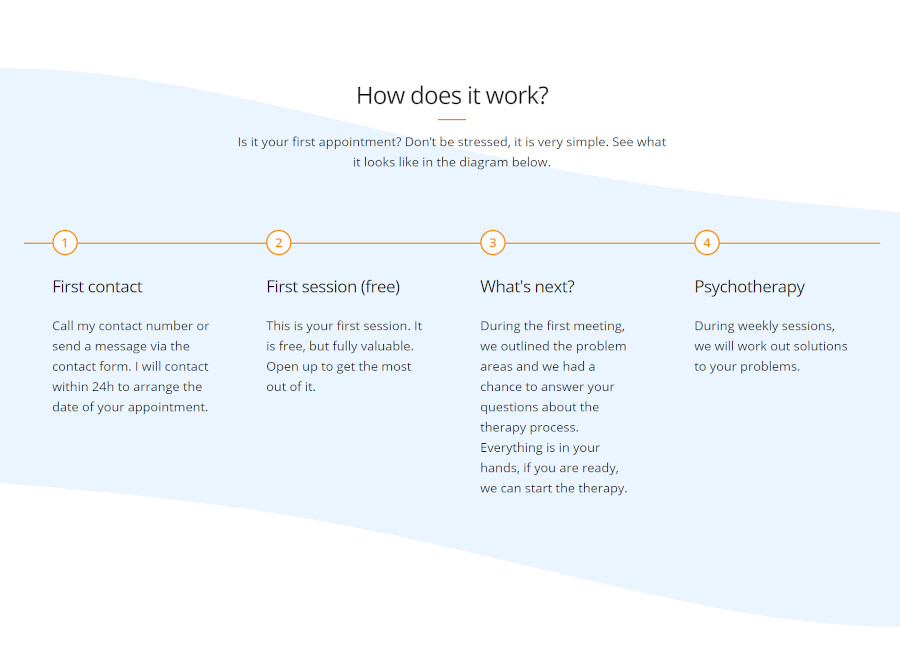 How does it work?
Is it your first appointment? Don't be stressed, it is very simple. See what
it looks like in the diagram below.
1
First contact
Call my contact number or
send a message via the
contact form. I will contact
within 24h to arrange the
date of your appointment.
2
First session (free)
This is your first session. It
is free, but fully valuable.
Open up to get the most
out of it.
3
What's next?
During the first meeting,
we outlined the problem
areas and we had a
chance to answer your
questions about the
therapy process.
Everything is in your
hands, if you are ready,
we can start the therapy.
4
Psychotherapy
During weekly sessions,
we will work out solutions
to your problems.